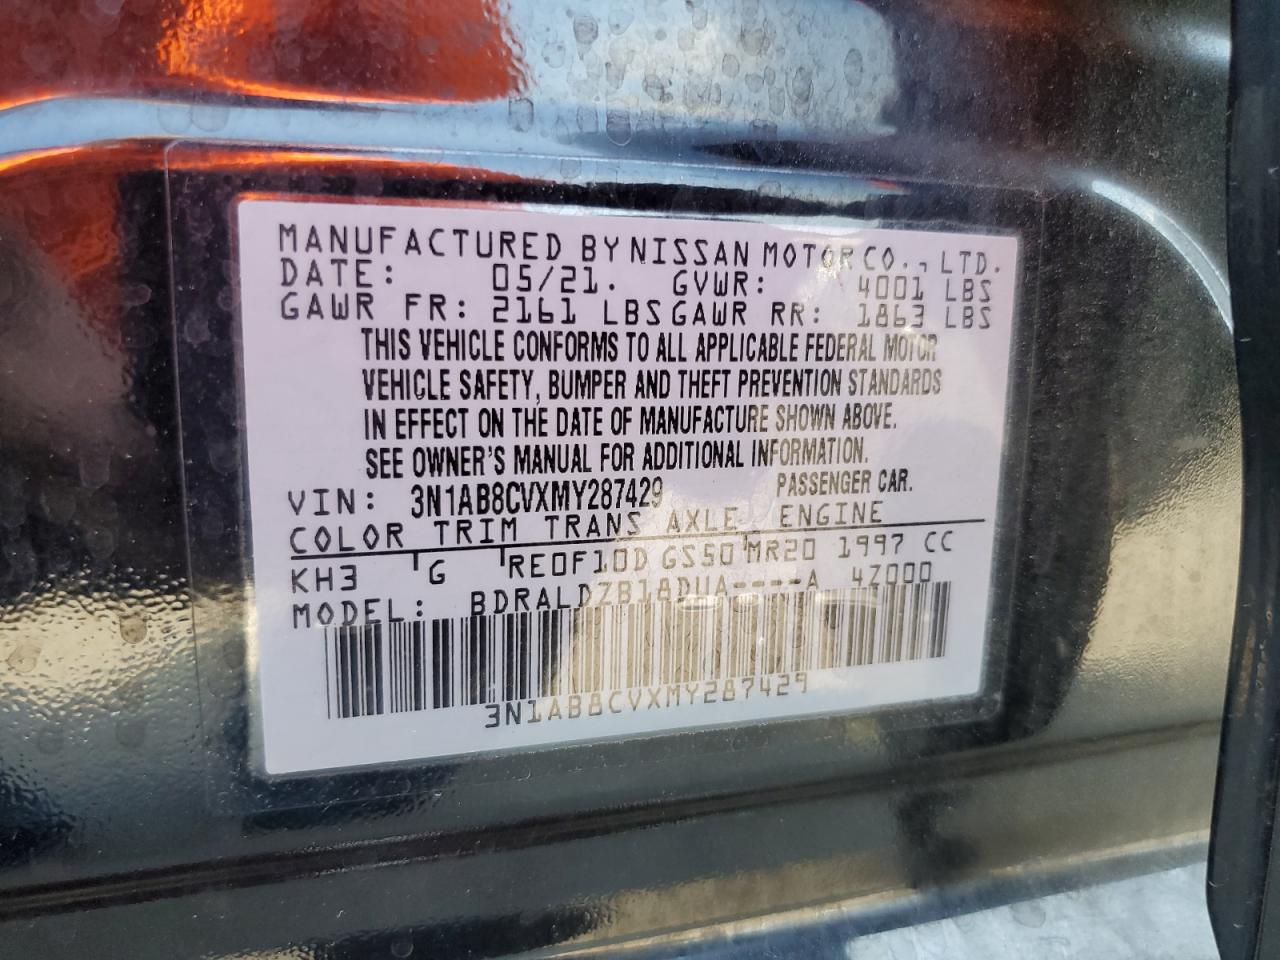 MANUFACTURED BY NISSAN MOTOR CO., LTD.
DATE: 05/21. GVWR: 4001 LBS
GAWR FR: 2161 LBS GAWR RR: 1863 LBS
THIS VEHICLE CONFORMS TO ALL APPLICABLE FEDERAL MOTOR
VEHICLE SAFETY, BUMPER AND THEFT PREVENTION STANDARDS
IN EFFECT ON THE DATE OF MANUFACTURE SHOWN ABOVE.
SEE OWNER'S MANUAL FOR ADDITIONAL INFORMATION.
VIN: 3N1AB8CVXMY287429 PASSENGER CAR.
COLOR TRIM TRANS AXLE ENGINE
KH3 G RE0F10D GS50 MR20 1997 CC
MODEL: BDRALDZB18DUA----A 4Z000
3N1AB8CVXMY287429